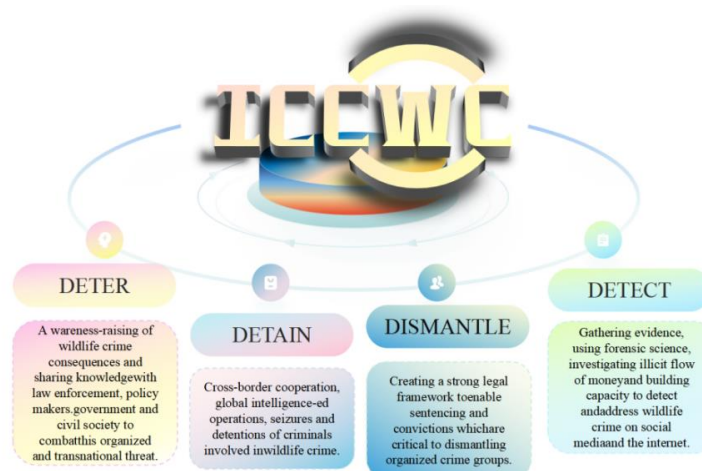 ICCWC
DETER
A wareness-raising of
wildlife crime
consequences and
sharing knowledgewith
law enforcement, policy
makers.government and
civil society to
combatthis organized
and transnational threat.
DETAIN
Cross-border cooperation,
global intelligence-ed
operations, seizures and
detentions of criminals
involved inwildlife crime.
DISMANTLE
Creating a strong legal
framework toenable
sentencing and
convictions whichare
critical to dismantling
organized crime groups.
DETECT
Gathering evidence,
using forensic science,
investigating illicit flow
of moneyand building
capacity to detect
andaddress wildlife
crime on social
mediaand the internet.